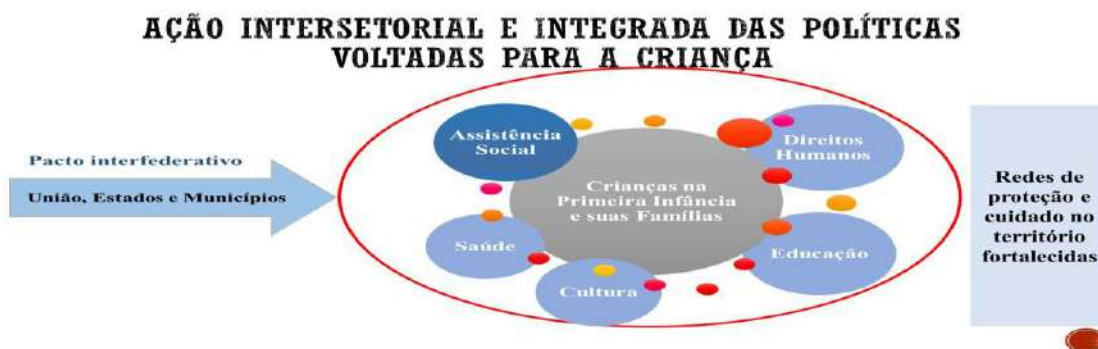 AÇÃO INTERSETORIAL E INTEGRADA DAS POLÍTICAS
VOLTADAS PARA A CRIANÇA
Pacto interfederativo
União, Estados e Municípios
Assistência
Social
Direitos
Humanos
Crianças na
Primeira Infância
e suas Famílias
Saúde
Educação
Cultura
Redes de
proteção e
cuidado no
território
fortalecidas